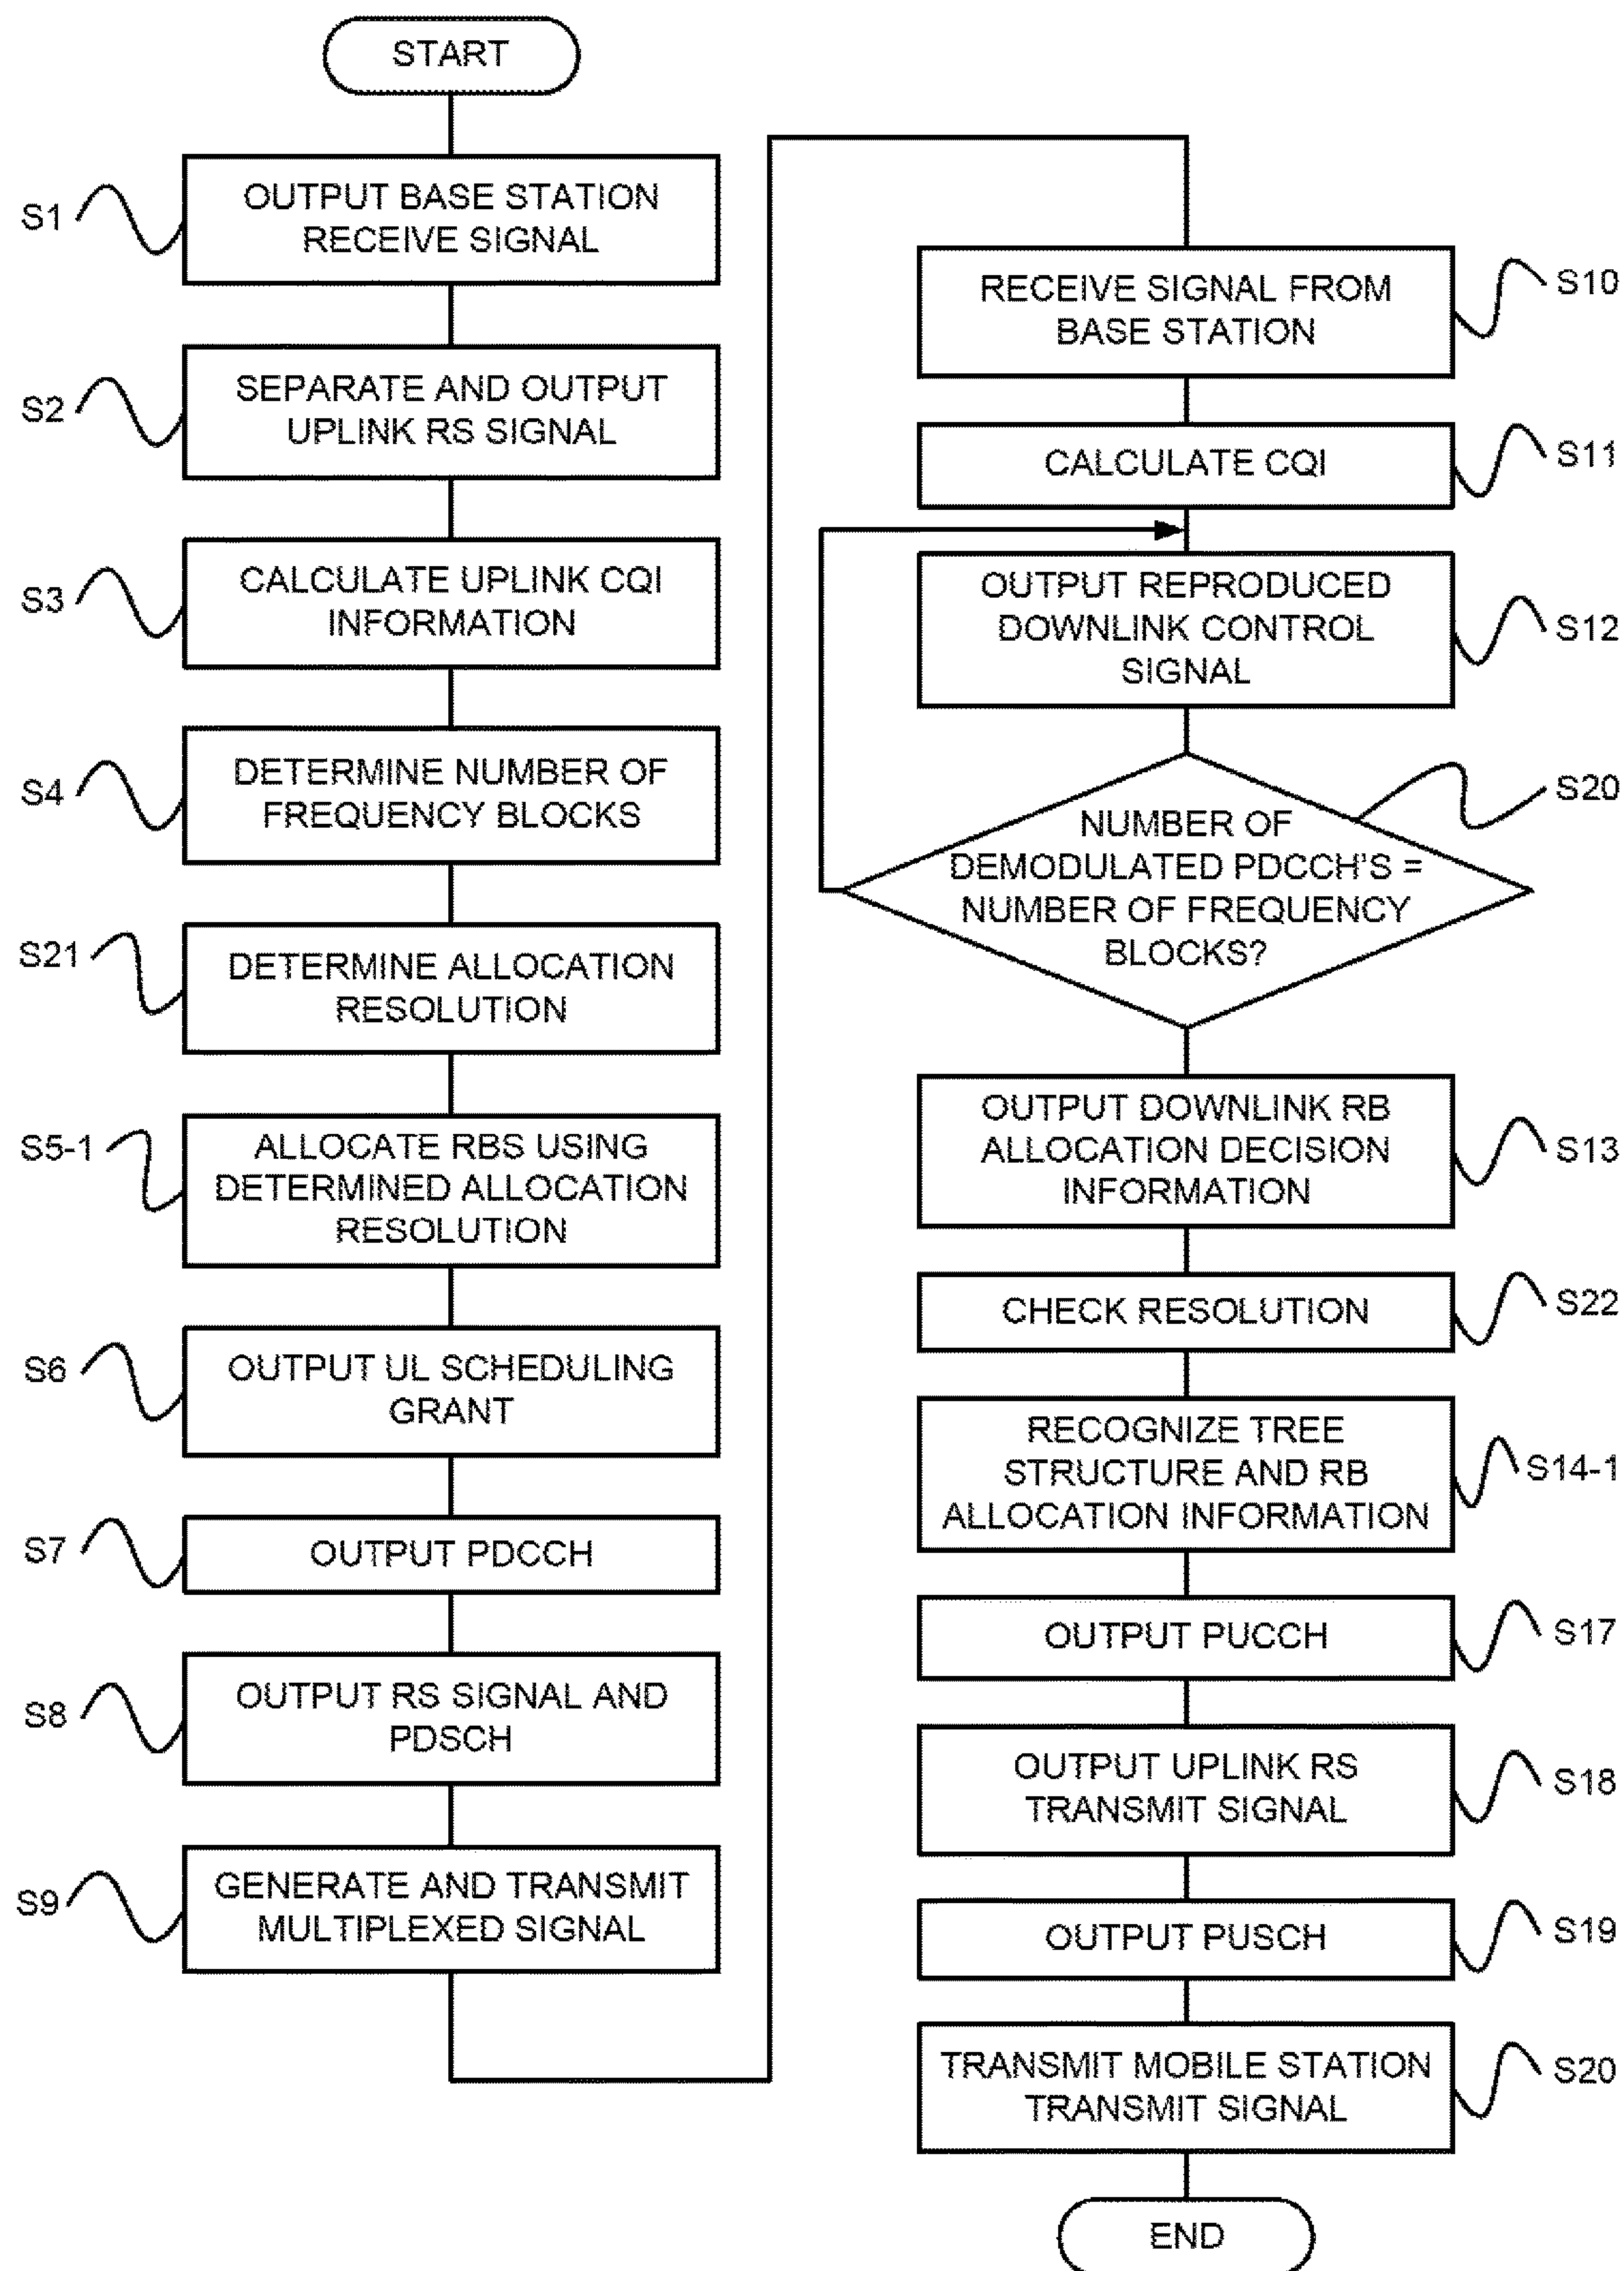 START
S1
OUTPUT BASE STATION
RECEIVE SIGNAL
S2
SEPARATE AND OUTPUT
UPLINK RS SIGNAL
S3
CALCULATE UPLINK CQI
INFORMATION
S4
DETERMINE NUMBER OF
FREQUENCY BLOCKS
S21
DETERMINE ALLOCATION
RESOLUTION
S5-1
ALLOCATE RBS USING
DETERMINED ALLOCATION
RESOLUTION
S6
OUTPUT UL SCHEDULING
GRANT
S7
OUTPUT PDCCH
S8
OUTPUT RS SIGNAL AND
PDSCH
S9
GENERATE AND TRANSMIT
MULTIPLEXED SIGNAL
RECEIVE SIGNAL FROM
BASE STATION
S10
CALCULATE CQI
S11
OUTPUT REPRODUCED
DOWNLINK CONTROL
SIGNAL
S12
NUMBER OF
DEMODULATED PDCCH'S =
NUMBER OF FREQUENCY
BLOCKS?
S20
OUTPUT DOWNLINK RB
ALLOCATION DECISION
INFORMATION
S13
CHECK RESOLUTION
S22
RECOGNIZE TREE
STRUCTURE AND RB
ALLOCATION INFORMATION
S14-1
OUTPUT PUCCH
S17
OUTPUT UPLINK RS
TRANSMIT SIGNAL
S18
OUTPUT PUSCH
S19
TRANSMIT MOBILE STATION
TRANSMIT SIGNAL
S20
END